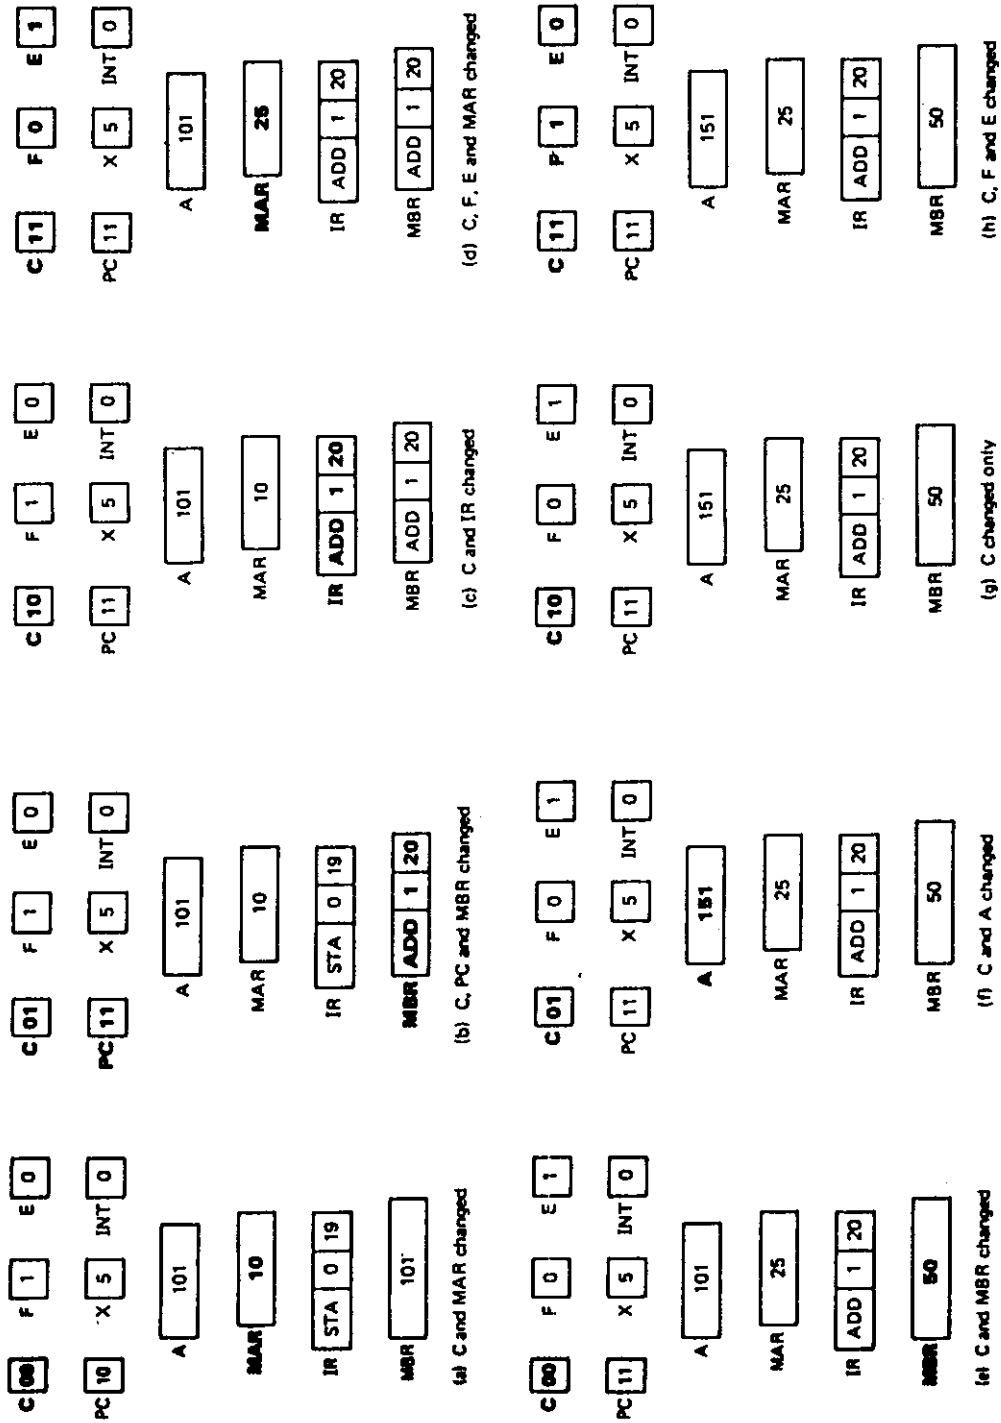 C 00 F 1 E 0
PC 10 X 5 INT 0
A 101
MAR 10
IR STA 0 19
MBR 101
(a) C and MAR changed
C 01 F 1 E 0
PC 11 X 5 INT 0
A 101
MAR 10
IR STA 0 19
MBR ADD 1 20
(b) C, PC and MBR changed
C 10 F 1 E 0
PC 11 X 5 INT 0
A 101
MAR 10
IR ADD 1 20
MBR ADD 1 20
(c) C and IR changed
C 11 F 0 E 1
PC 11 X 5 INT 0
A 101
MAR 25
IR ADD 1 20
MBR ADD 1 20
(d) C, F, E and MAR changed
C 00 F 0 E 1
PC 11 X 5 INT 0
A 101
MAR 25
IR ADD 1 20
MBR 50
(e) C and MBR changed
C 01 F 0 E 1
PC 11 X 5 INT 0
A 151
MAR 25
IR ADD 1 20
MBR 50
(f) C and A changed
C 10 F 0 E 1
PC 11 X 5 INT 0
A 151
MAR 25
IR ADD 1 20
MBR 50
(g) C changed only
C 11 F 1 E 0
PC 11 X 5 INT 0
A 151
MAR 25
IR ADD 1 20
MBR 50
(h) C, F and E changed